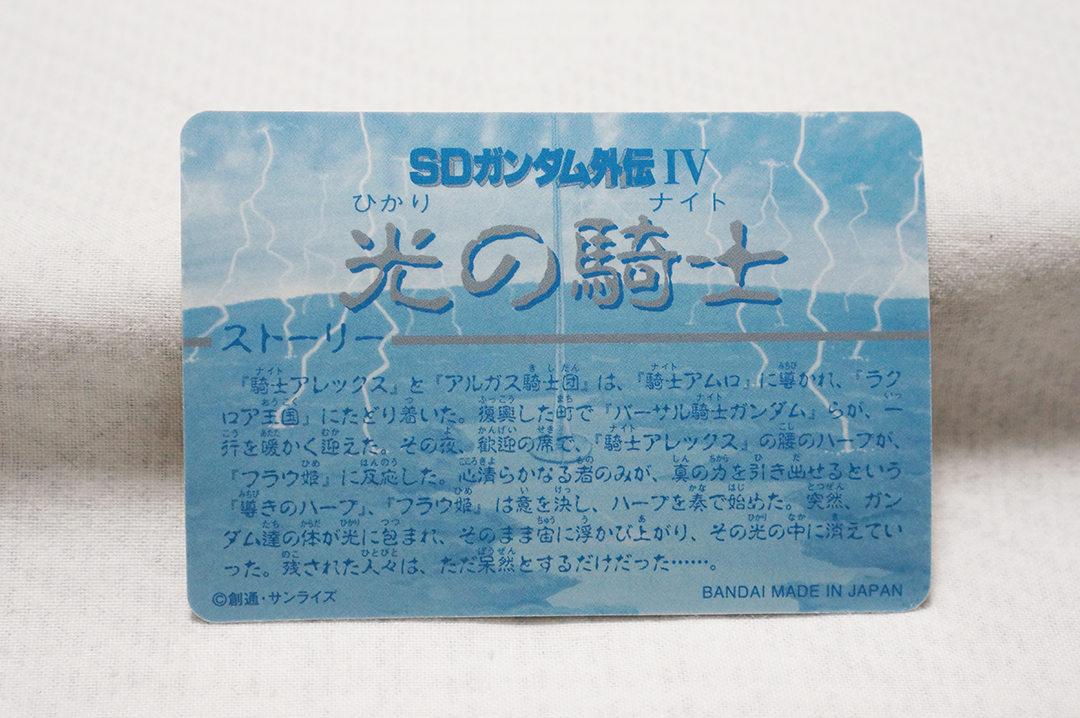 SDガンダム外伝 IV
ひかり ナイト
光の騎士
ストーリー
『騎士アレックス』と『アルガス騎士団』は、『騎士アムロ』に導かれ、『ラク
ロア王国』にたどり着いた。復興した町で『バーサル騎士ガンダム』らが、一
行を暖かく迎えた。その夜、歓迎の席で、『騎士アレックス』の腰のハープが、
『フラウ姫』に反応した。心清らかなる者のみが、真の力を引き出せるという
『導きのハープ』、『フラウ姫』は意を決し、ハープを奏で始めた。突然、ガン
ダム達の体が光に包まれ、そのまま宙に浮かび上がり、その光の中に消えてい
った。残された人々は、ただ呆然とするだけだった……。
©創通・サンライズ
BANDAI MADE IN JAPAN